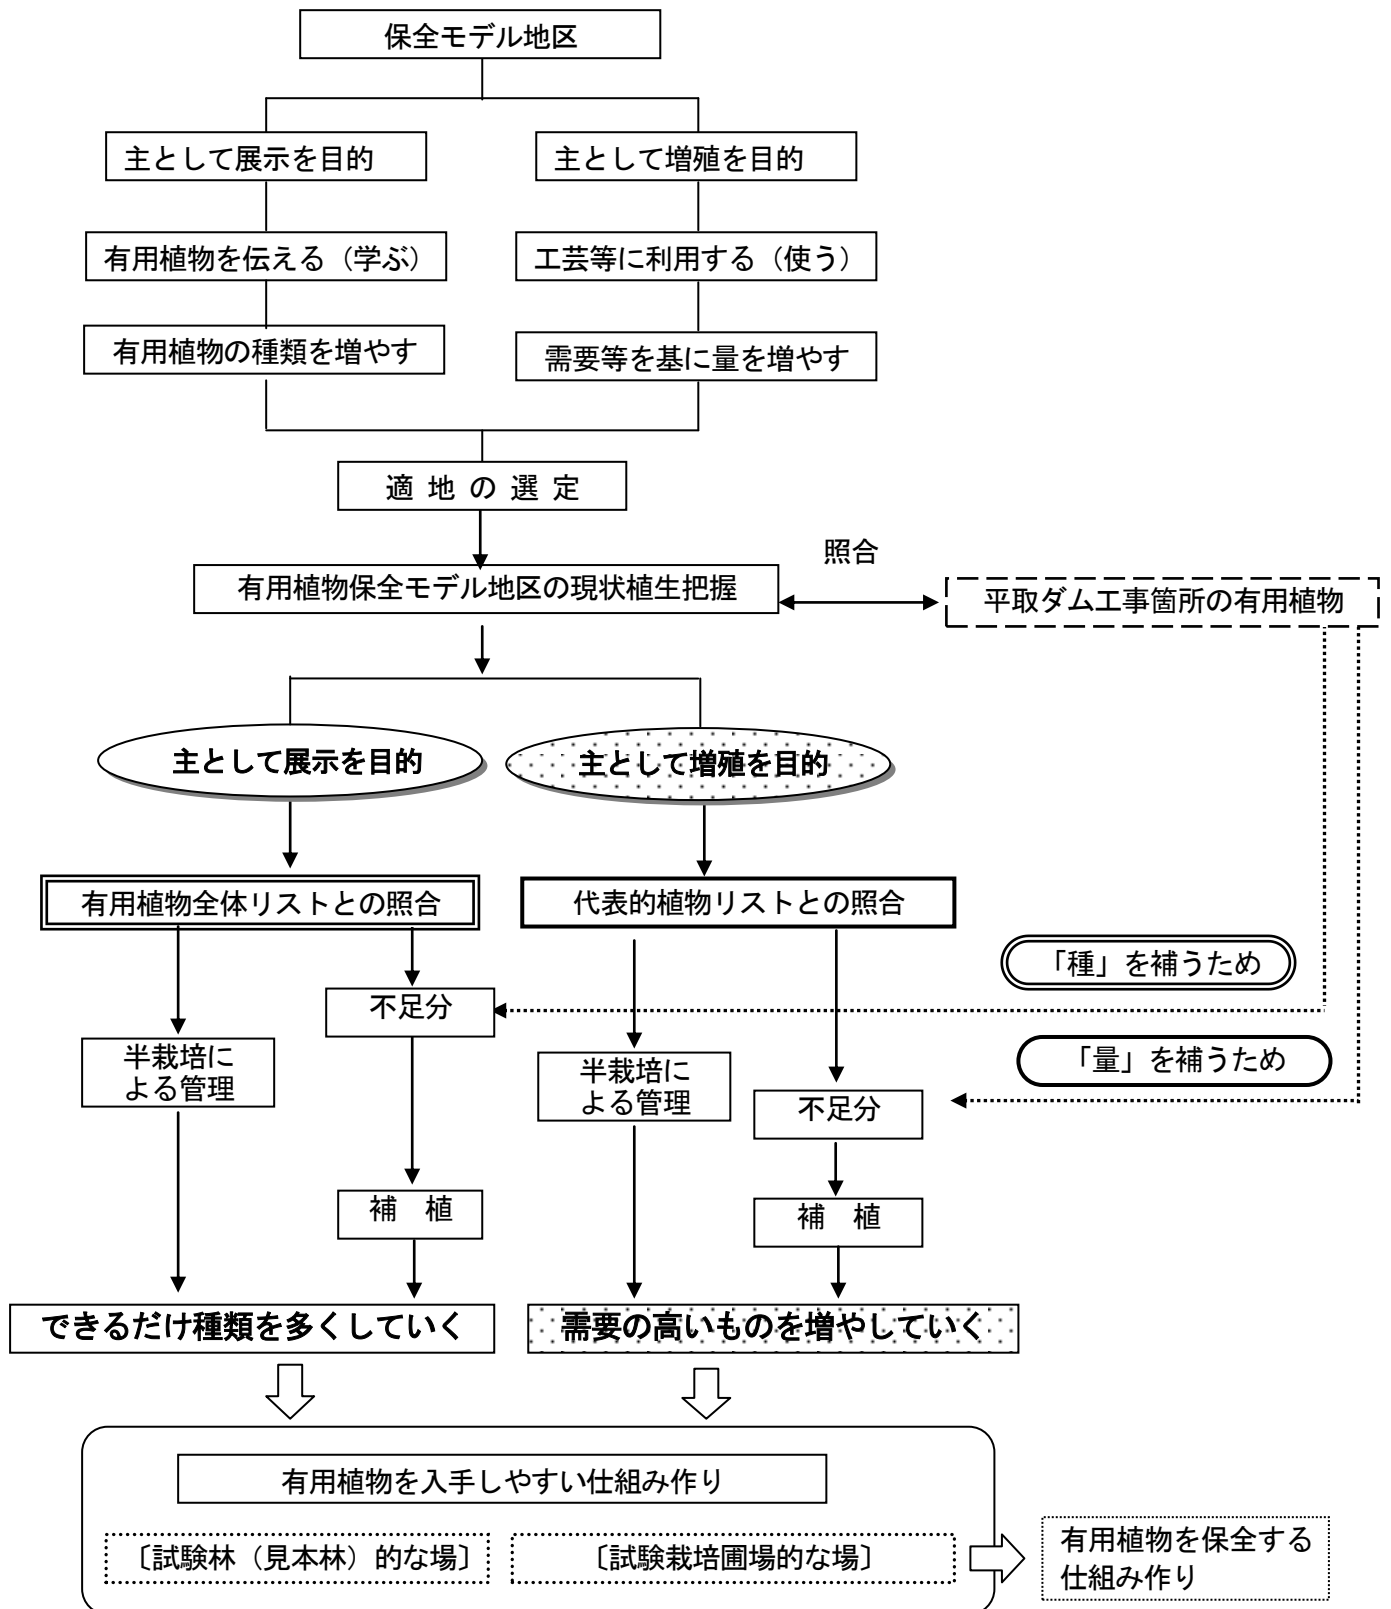 保全モデル地区
主として展示を目的
主として増殖を目的
有用植物を伝える（学ぶ）
工芸等に利用する（使う）
有用植物の種類を増やす
需要等を基に量を増やす
適 地 の 選 定
照合
有用植物保全モデル地区の現状植生把握
平取ダム工事箇所の有用植物
主として展示を目的
主として増殖を目的
有用植物全体リストとの照合
代表的植物リストとの照合
「種」を補うため
不足分
半栽培に
よる管理
「量」を補うため
半栽培に
よる管理
不足分
補　植
補　植
できるだけ種類を多くしていく
需要の高いものを増やしていく
有用植物を入手しやすい仕組み作り
〔試験林（見本林）的な場〕
〔試験栽培圃場的な場〕
有用植物を保全する
仕組み作り